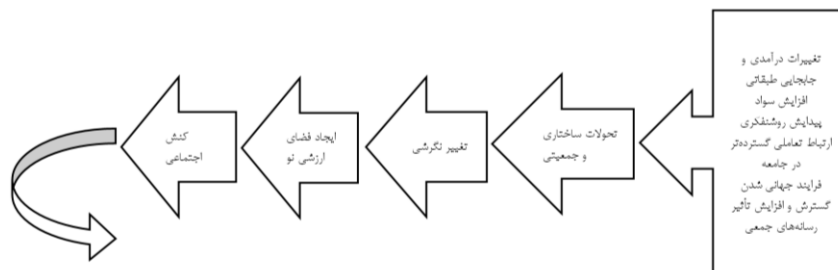 تغییرات درآمدی و
جابجایی طبقاتی
افزایش سواد
پیدایش روشنفکری
ارتباط تعاملی گسترده‌تر
در جامعه
فرایند جهانی شدن
گسترش و افزایش تأثیر
رسانه‌های جمعی
تحولات ساختاری
و جمعیتی
تغییر نگرشی
ایجاد فضای
ارزشی نو
کنش
اجتماعی